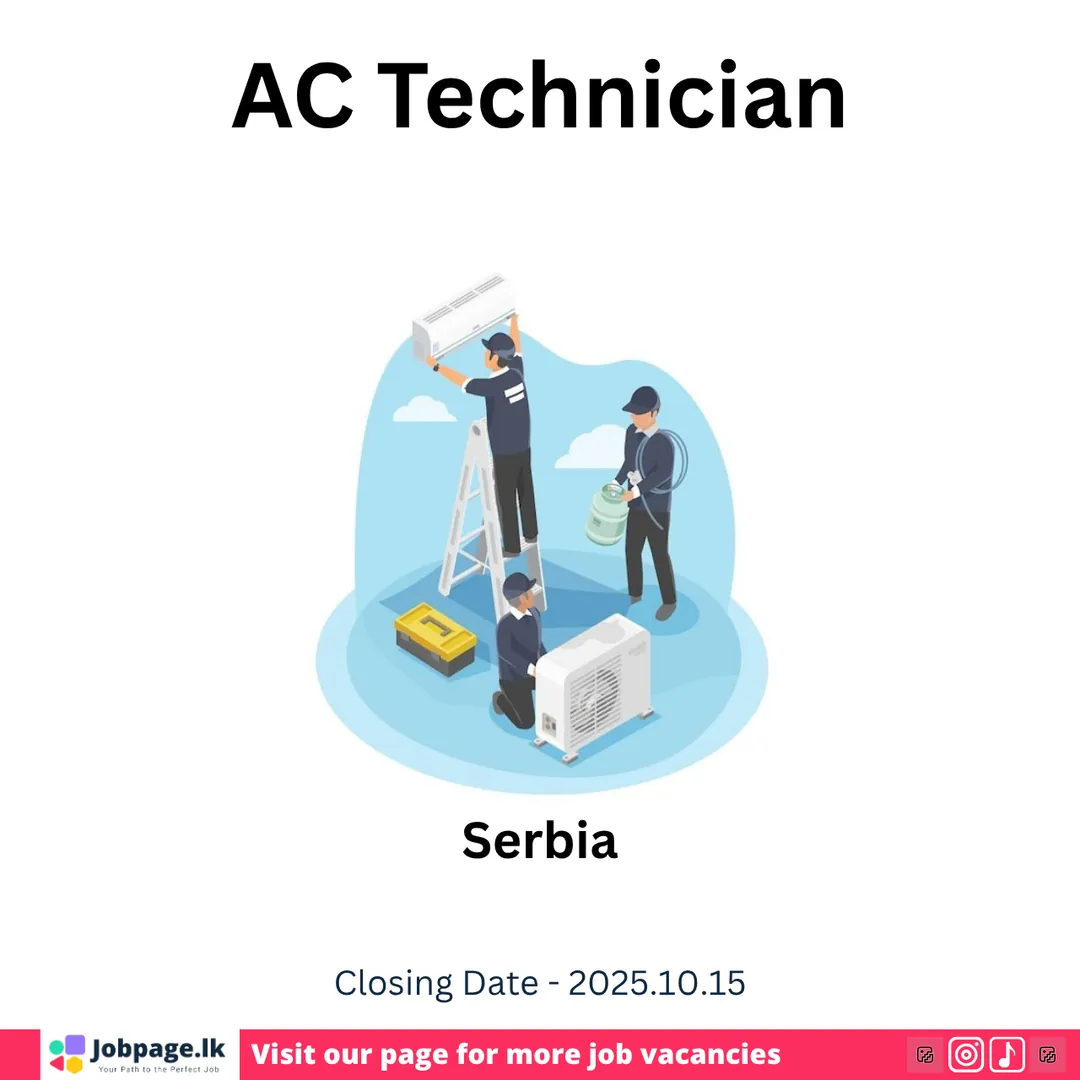 AC Technician
Serbia
Closing Date - 2025.10.15
Jobpage.lk
Your Path to the Perfect Job
Visit our page for more job vacancies